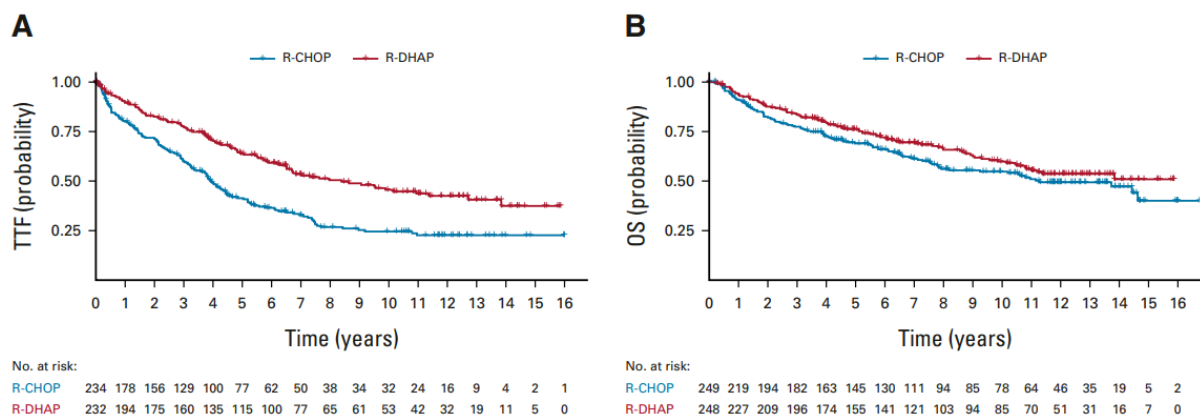 A
R-CHOP R-DHAP
TTF (probability)
1.00
0.75
0.50
0.25
0 1 2 3 4 5 6 7 8 9 10 11 12 13 14 15 16
Time (years)
No. at risk:
R-CHOP 234 178 156 129 100 77 62 50 38 34 32 24 16 9 4 2 1
R-DHAP 232 194 175 160 135 115 100 77 65 61 53 42 32 19 11 5 0
B
R-CHOP R-DHAP
OS (probability)
1.00
0.75
0.50
0.25
0 1 2 3 4 5 6 7 8 9 10 11 12 13 14 15 16
Time (years)
No. at risk:
R-CHOP 249 219 194 182 163 145 130 111 94 85 78 64 46 35 19 5 2
R-DHAP 248 227 209 196 174 155 141 121 103 94 85 70 51 31 16 7 0